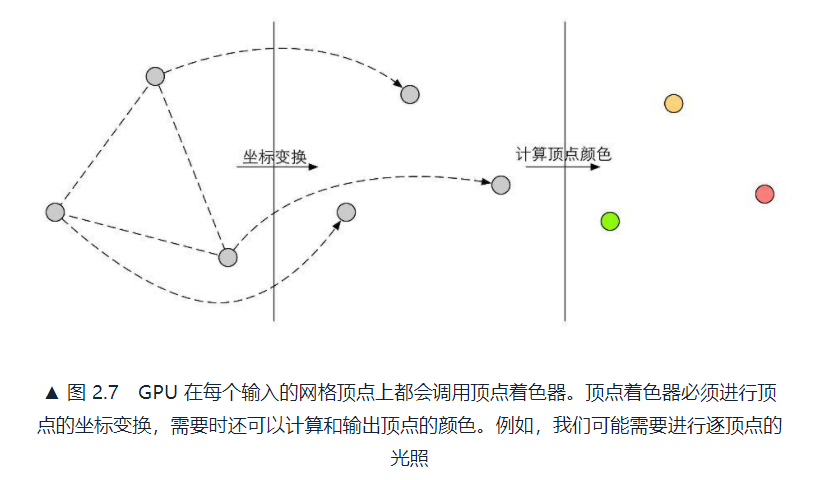 坐标变换
计算顶点颜色
▲ 图 2.7 GPU 在每个输入的网格顶点上都会调用顶点着色器。顶点着色器必须进行顶
点的坐标变换，需要时还可以计算和输出顶点的颜色。例如，我们可能需要进行逐顶点的
光照